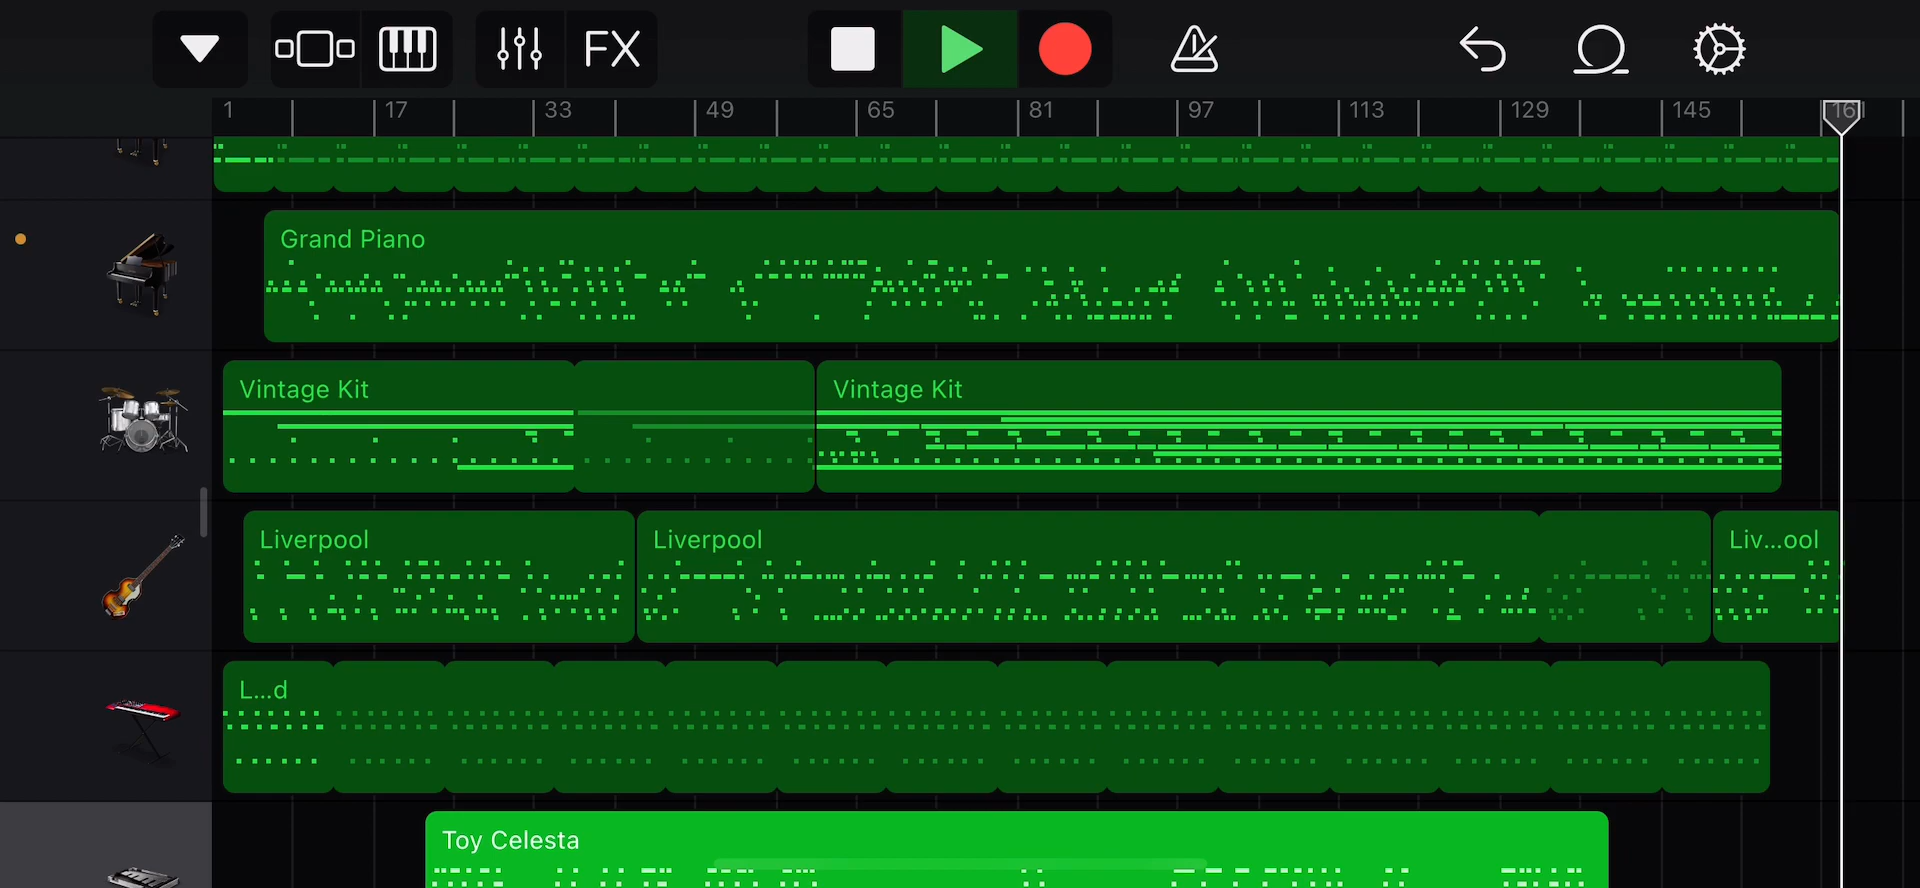 FX
1 17 33 49 65 81 97 113 129 145 161
Grand Piano
Vintage Kit Vintage Kit
Liverpool Liverpool Liv...ool
L...d
Toy Celesta